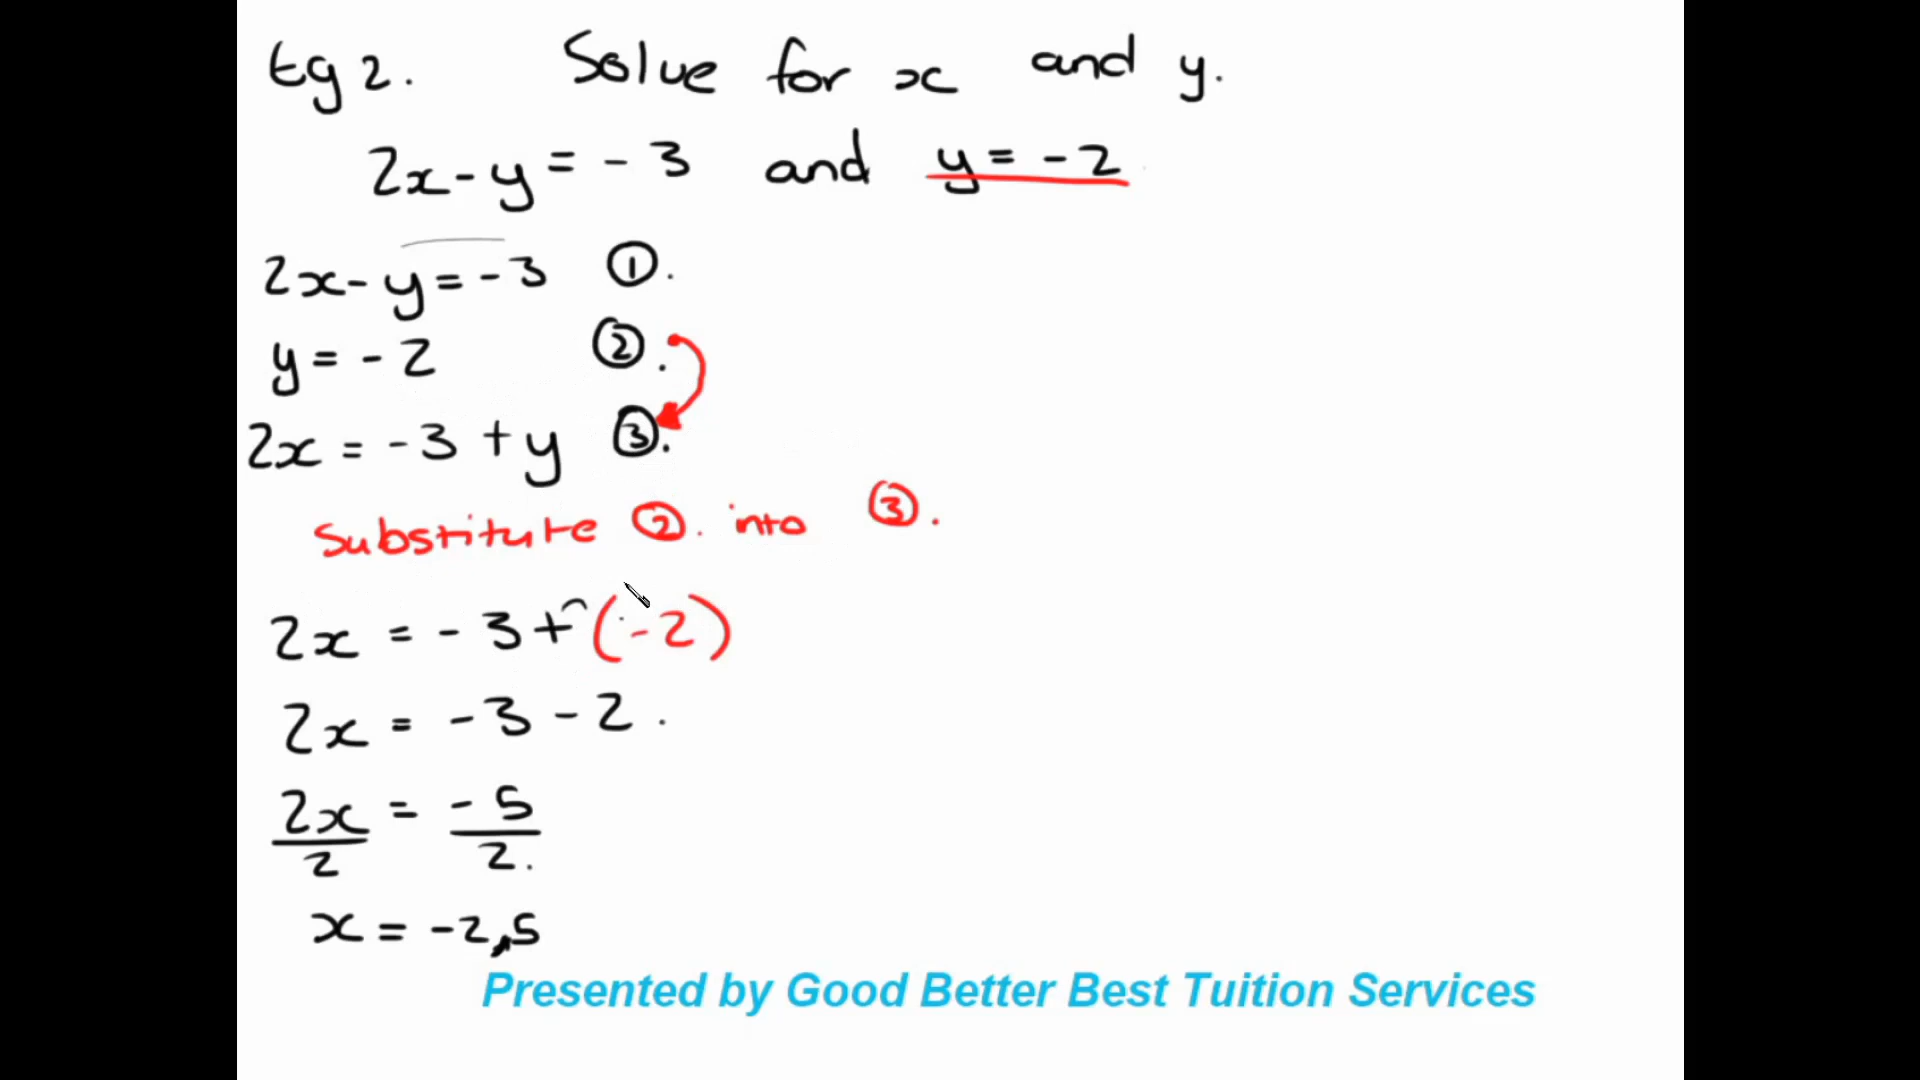 Eg 2. Solve for x and y.
2x - y = - 3 and y = - 2
2x - y = - 3 ①.
y = - 2 ②.
2x = - 3 + y ③.
Substitute ②. into ③.
2x = - 3 + (- 2)
2x = - 3 - 2.
2x/2 = - 5/2.
x = - 2,5
Presented by Good Better Best Tuition Services